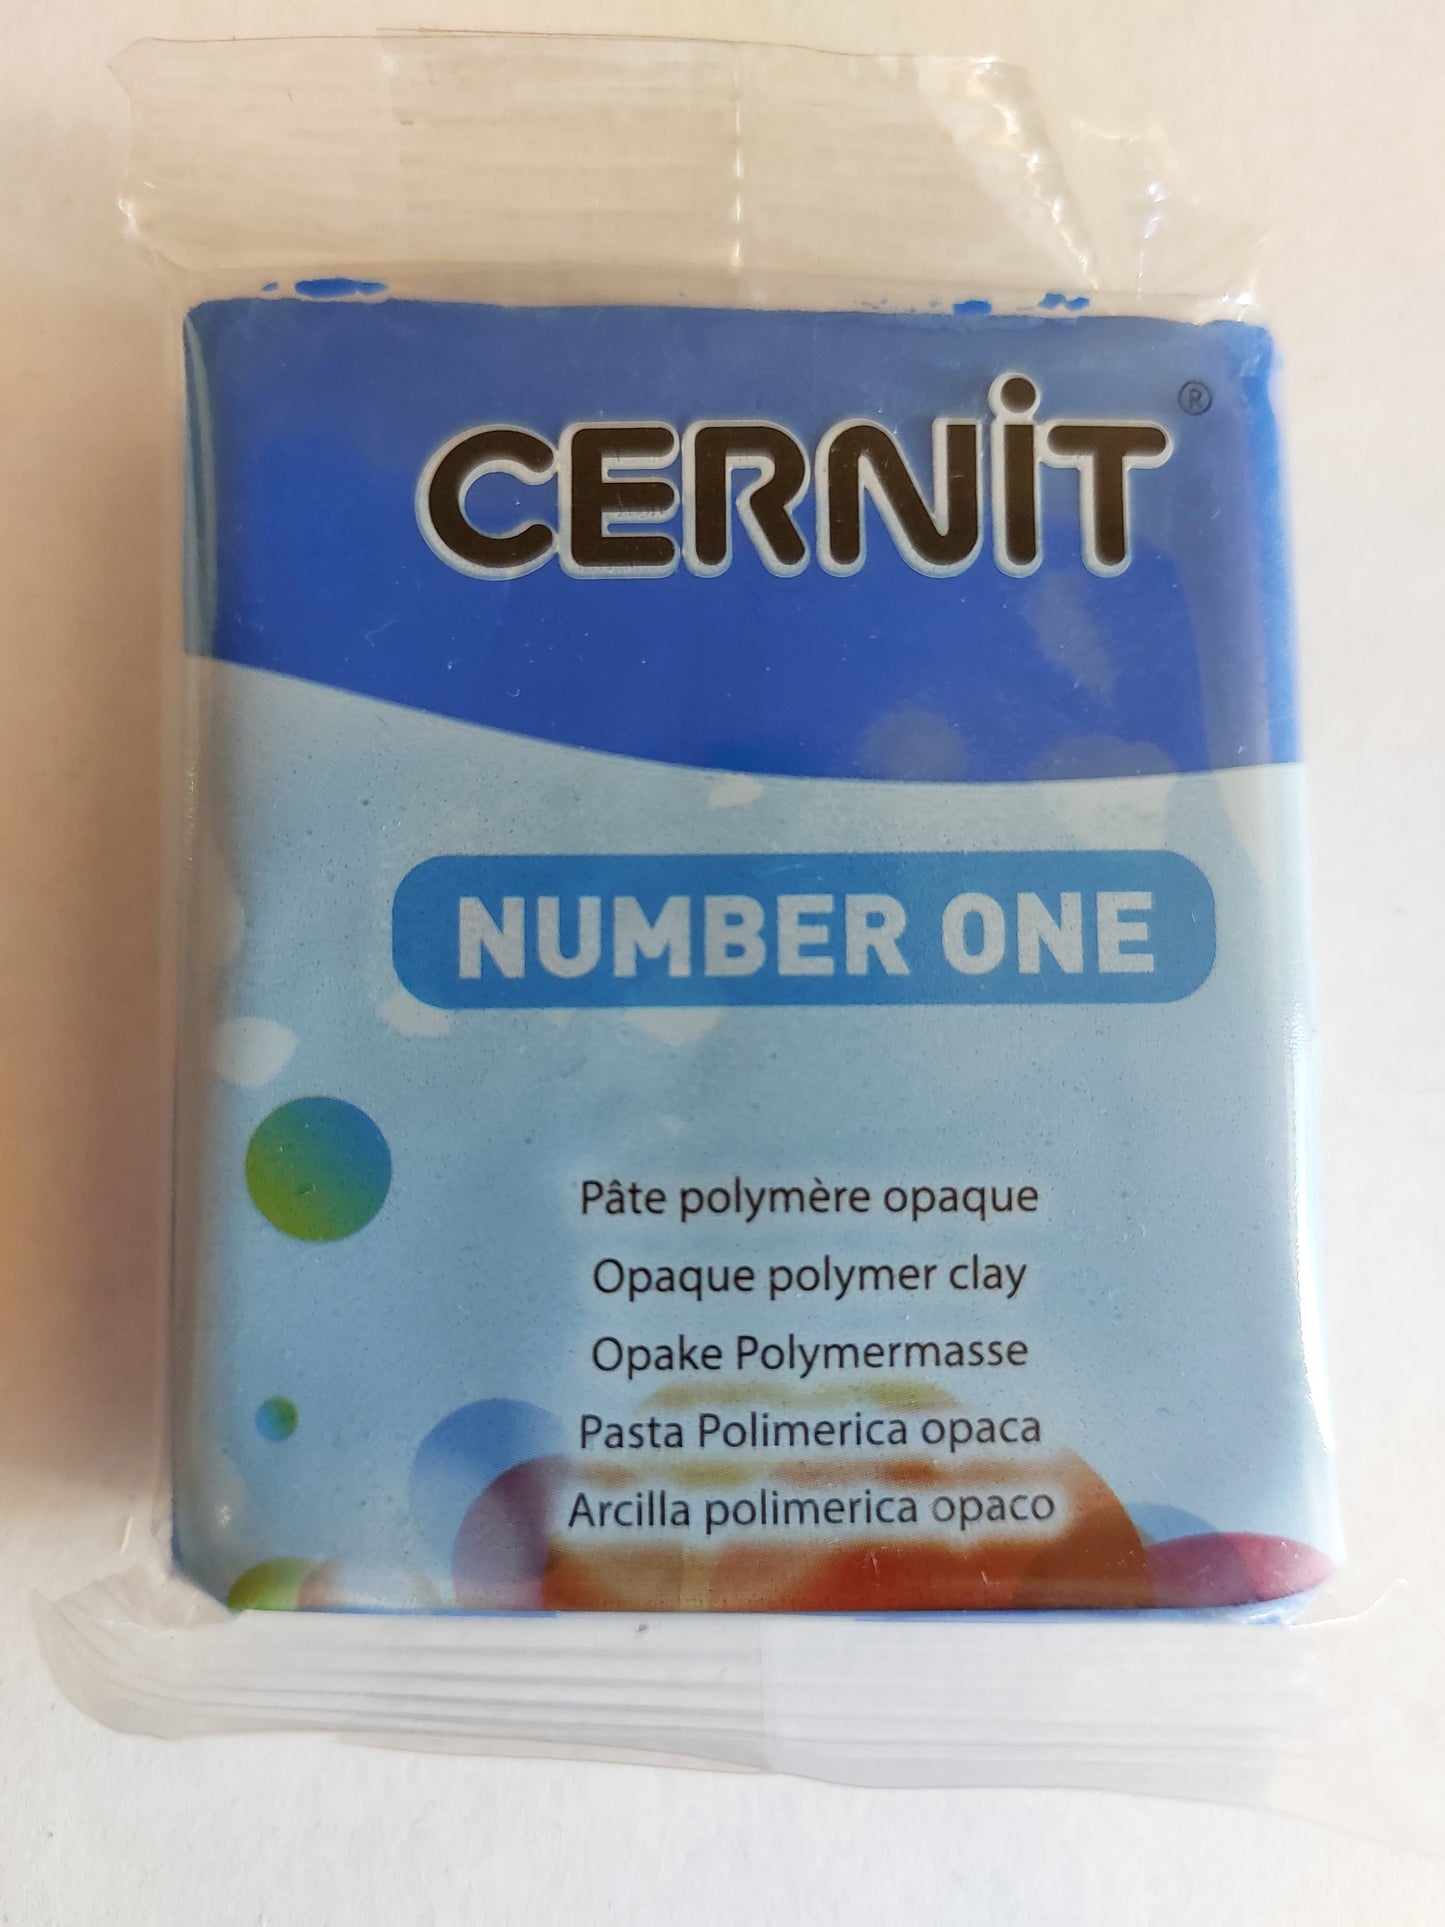 CERNiT ®
NUMBER ONE
Pâte polymère opaque
Opaque polymer clay
Opake Polymermasse
Pasta Polimerica opaca
Arcilla polimerica opaco